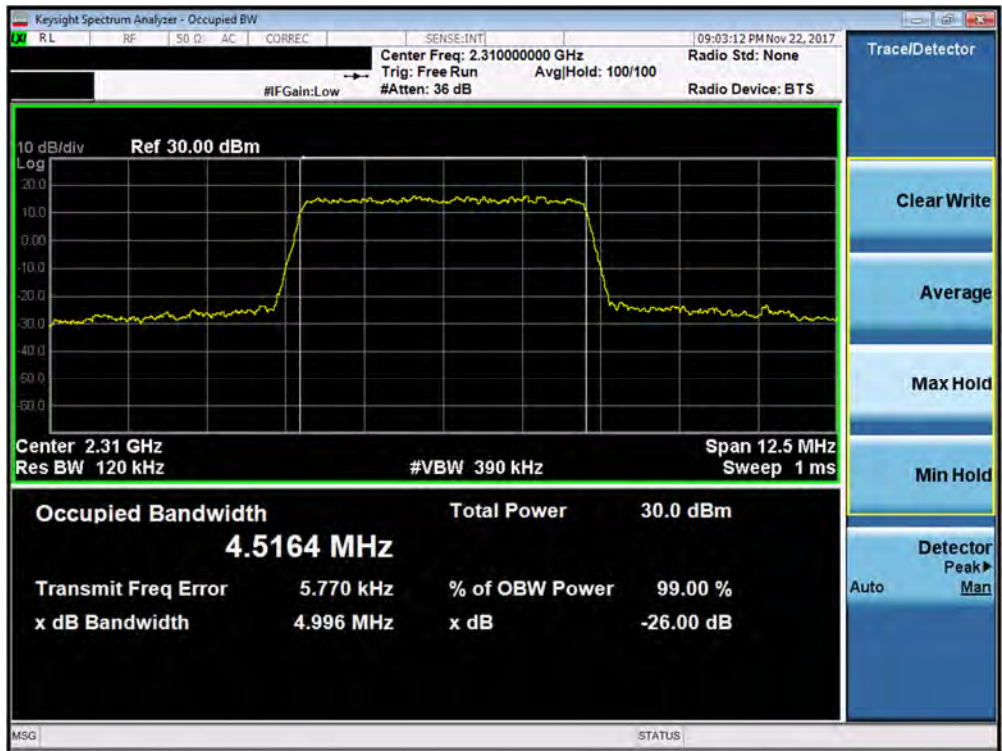 Keysight Spectrum Analyzer - Occupied BW
LXI RL RF 50 Ω AC CORREC SENSE:INT 09:03:12 PM Nov 22, 2017
Center Freq: 2.310000000 GHz Radio Std: None
Trig: Free Run Avg|Hold: 100/100
#IFGain:Low #Atten: 36 dB Radio Device: BTS
Trace/Detector
10 dB/div Ref 30.00 dBm
Log
20.0
10.0
0.00
-10.0
-20.0
-30.0
-40.0
-50.0
-60.0
Center 2.31 GHz Span 12.5 MHz
Res BW 120 kHz #VBW 390 kHz Sweep 1 ms
Occupied Bandwidth Total Power 30.0 dBm
4.5164 MHz
Transmit Freq Error 5.770 kHz % of OBW Power 99.00 %
x dB Bandwidth 4.996 MHz x dB -26.00 dB
Clear Write
Average
Max Hold
Min Hold
Detector
Peak▶
Auto Man
MSG STATUS